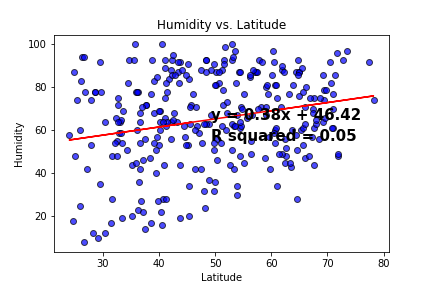 Humidity vs. Latitude
100
80
60
40
20
Humidity
y = 0.38x + 46.42
R squared = 0.05
30 40 50 60 70 80
Latitude